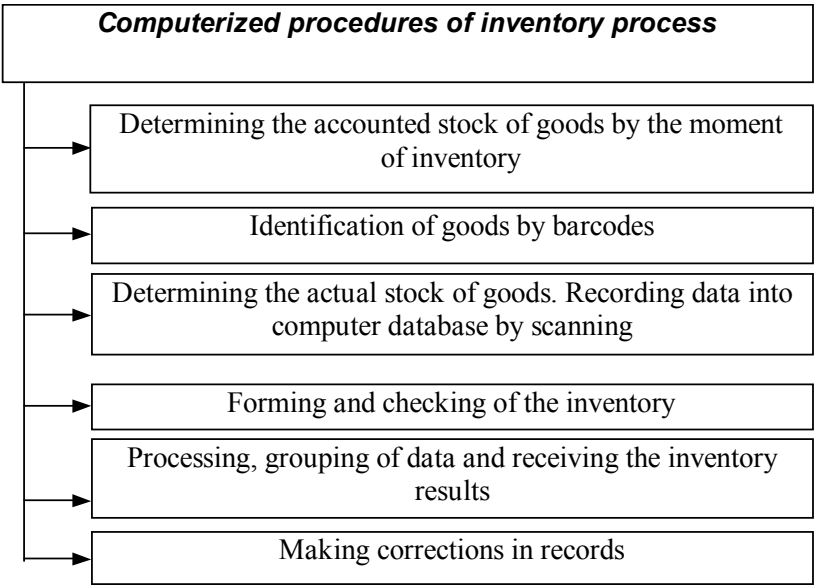 Computerized procedures of inventory process
Determining the accounted stock of goods by the moment
of inventory
Identification of goods by barcodes
Determining the actual stock of goods. Recording data into
computer database by scanning
Forming and checking of the inventory
Processing, grouping of data and receiving the inventory
results
Making corrections in records